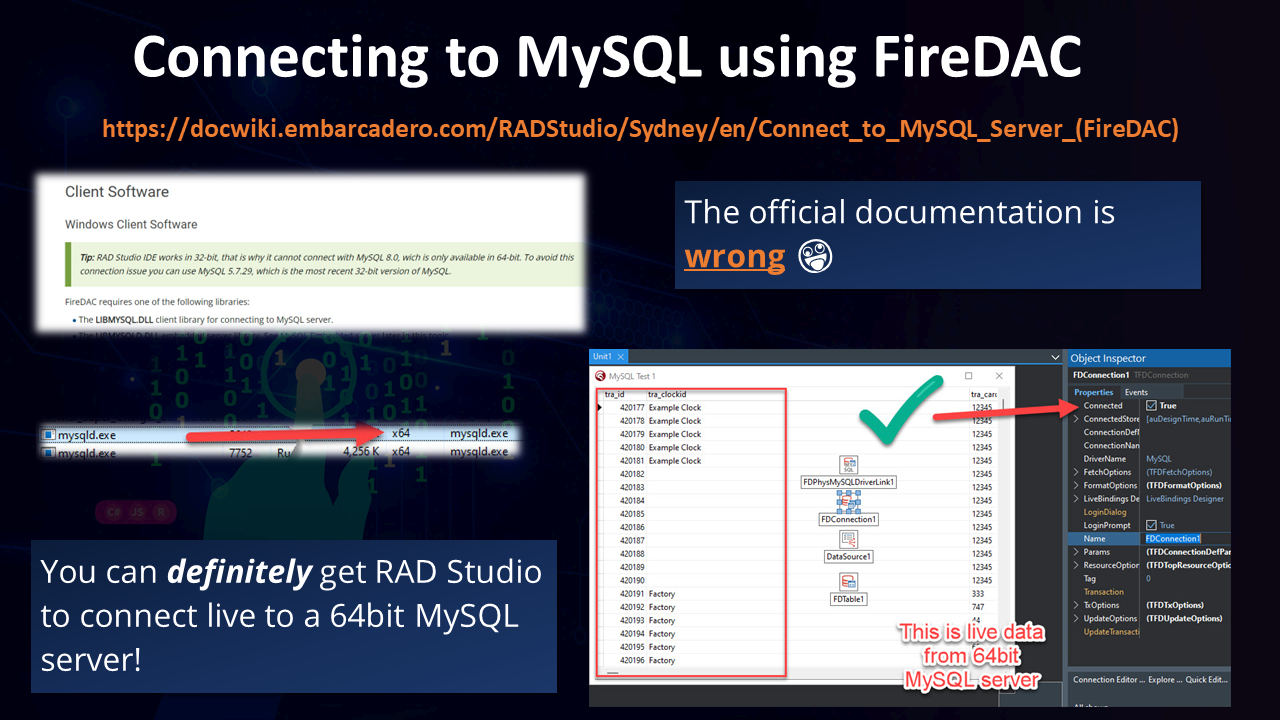 Connecting to MySQL using FireDAC
https://docwiki.embarcadero.com/RADStudio/Sydney/en/Connect_to_MySQL_Server_(FireDAC)
Client Software
Windows Client Software
Tip: RAD Studio IDE works in 32-bit, that is why it cannot connect with MySQL 8.0, wich is only available in 64-bit. To avoid this
connection issue you can use MySQL 5.7.29, which is the most recent 32-bit version of MySQL.
FireDAC requires one of the following libraries:
• The LIBMYSQL.DLL client library for connecting to MySQL server.
The official documentation is
wrong
mysqld.exe x64 mysqld.exe
mysqld.exe 7752 Ru 4,256 K x64 mysqld.exe
C# JS R
You can definitely get RAD Studio
to connect live to a 64bit MySQL
server!
Unit1
MySQL Test 1
tra_id tra_clockid tra_card
420177 Example Clock 12345
420178 Example Clock 12345
420179 Example Clock 12345
420180 Example Clock 12345
420181 Example Clock 12345
420182 12345
420183 12345
420184 12345
420185 12345
420186 12345
420187 12345
420188 12345
420189 12345
420190 12345
420191 Factory 333
420192 Factory 747
420193 Factory 44
420194 Factory
420195 Factory
420196 Factory
SQL
FDPhysMySQLDriverLink1
FDConnection1
DataSource1
FDTable1
This is live data
from 64bit
MySQL server
Object Inspector
FDConnection1 TFDConnection
Properties Events
Connected True
ConnectedStore [auDesignTime,auRunTi
ConnectionDefN
ConnectionNam
DriverName MySQL
FetchOptions (TFDFetchOptions)
FormatOptions (TFDFormatOptions)
LiveBindings De LiveBindings Designer
LoginDialog
LoginPrompt True
Name FDConnection1
Params (TFDConnectionDefPar
ResourceOption (TFDTopResourceOptio
Tag 0
Transaction
TxOptions (TFDTxOptions)
UpdateOptions (TFDUpdateOptions)
UpdateTransacti
Connection Editor ... Explore ... Quick Edit...
All shown